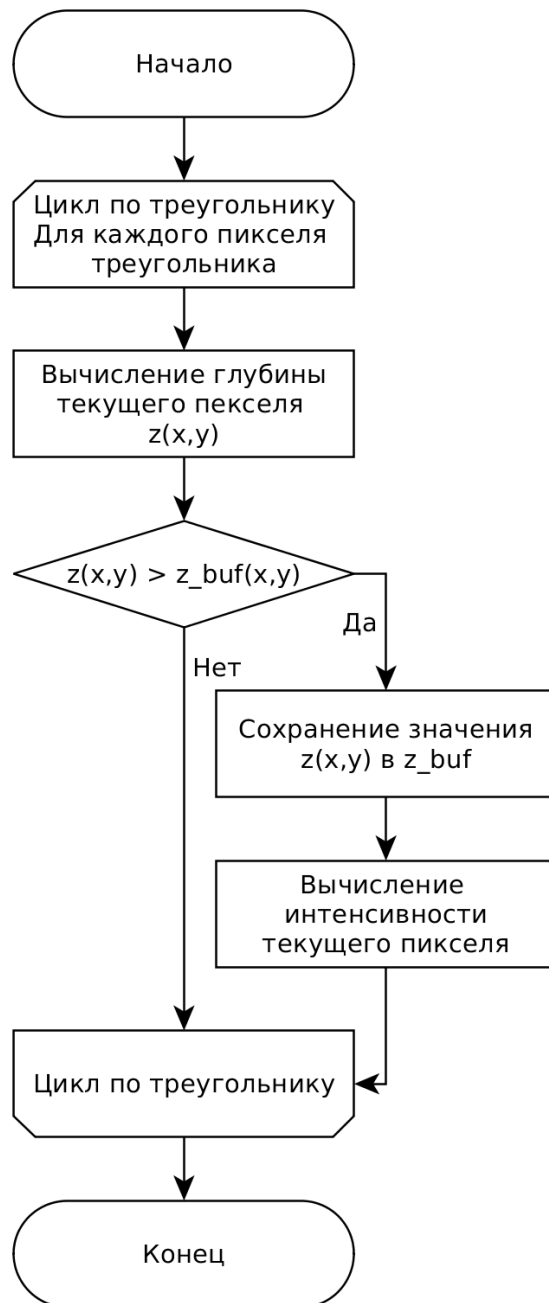 Начало
Цикл по треугольнику
Для каждого пикселя
треугольника
Вычисление глубины
текущего пекселя
z(x,y)
z(x,y) > z_buf(x,y)
Да
Нет
Сохранение значения
z(x,y) в z_buf
Вычисление
интенсивности
текущего пикселя
Цикл по треугольнику
Конец